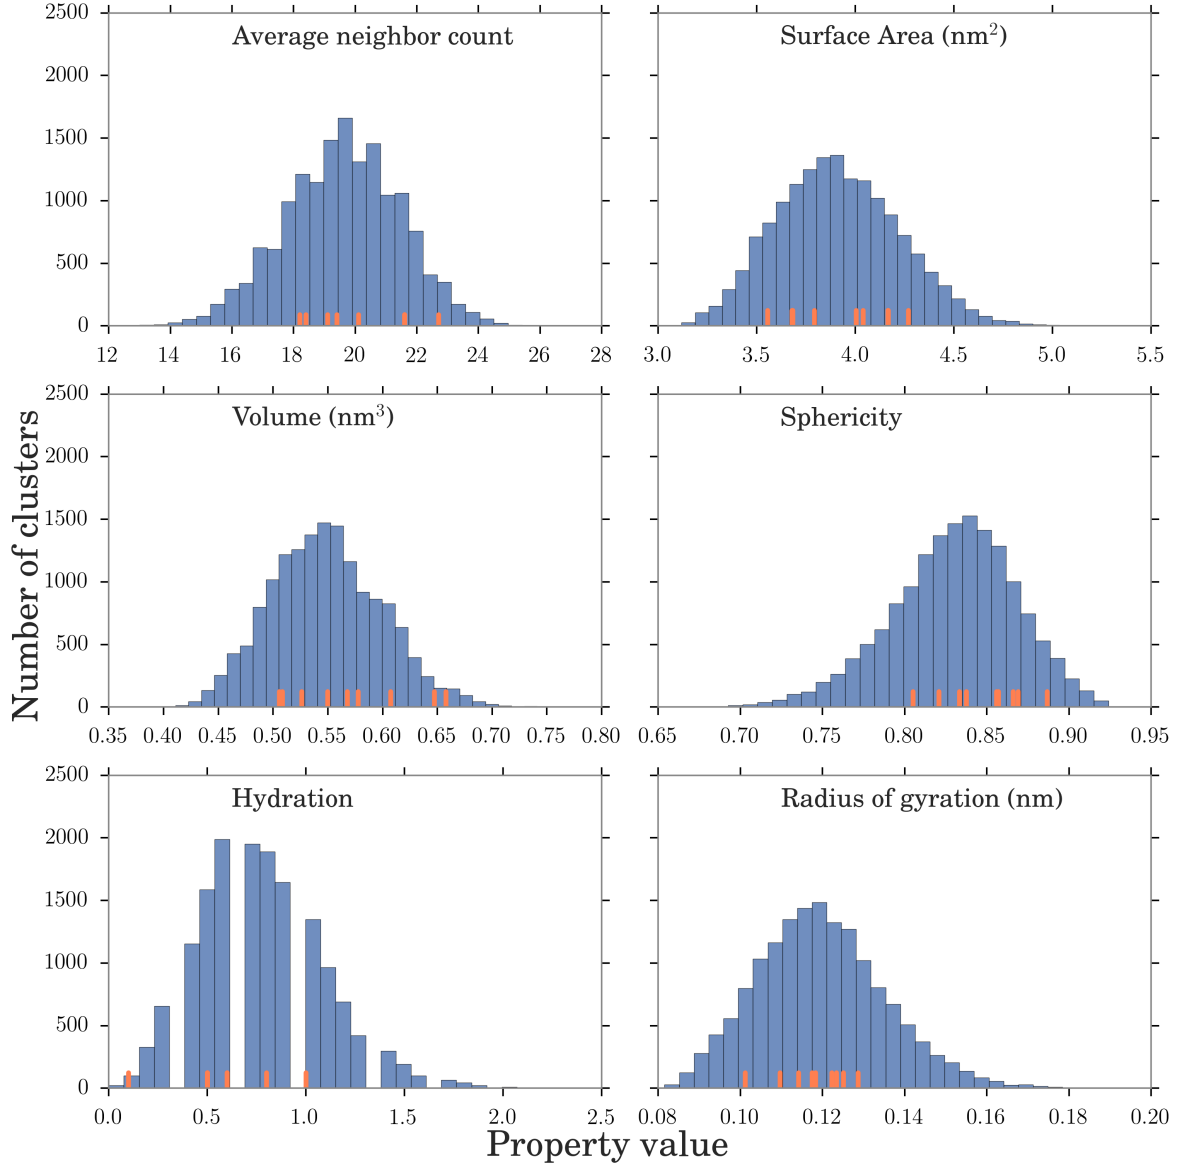 Average neighbor count
2500
2000
1500
1000
500
0
12 14 16 18 20 22 24 26 28
Surface Area (nm²)
3.0 3.5 4.0 4.5 5.0 5.5
Volume (nm³)
2500
2000
1500
1000
500
0
0.35 0.40 0.45 0.50 0.55 0.60 0.65 0.70 0.75 0.80
Sphericity
0.65 0.70 0.75 0.80 0.85 0.90 0.95
Number of clusters
Hydration
2500
2000
1500
1000
500
0
0.0 0.5 1.0 1.5 2.0 2.5
Radius of gyration (nm)
0.08 0.10 0.12 0.14 0.16 0.18 0.20
Property value